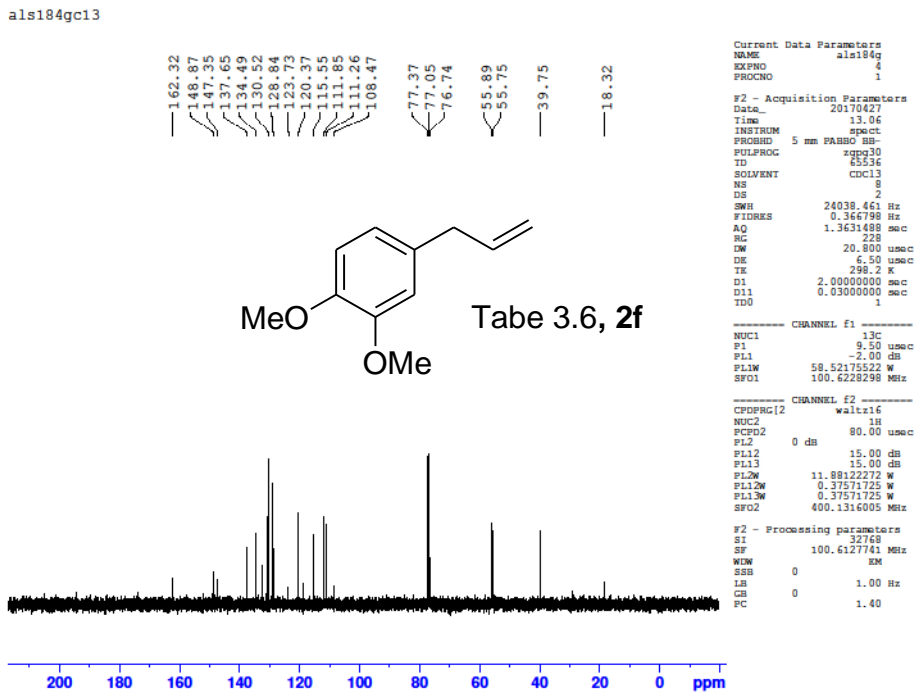 als184gc13
162.32
148.87
147.35
137.65
134.49
130.52
128.84
123.73
120.37
115.55
111.85
111.26
108.47
77.37
77.05
76.74
55.89
55.75
39.75
18.32
MeO
OMe
Tabe 3.6, 2f
200 180 160 140 120 100 80 60 40 20 0 ppm
Current Data Parameters
NAME als184g
EXPNO 4
PROCNO 1
F2 - Acquisition Parameters
Date_ 20170427
Time 13.06
INSTRUM spect
PROBHD 5 mm PABBO BB-
PULPROG zgpg30
TD 65536
SOLVENT CDCl3
NS 8
DS 2
SWH 24038.461 Hz
FIDRES 0.366798 Hz
AQ 1.3631488 sec
RG 228
DW 20.800 usec
DE 6.50 usec
TE 298.2 K
D1 2.00000000 sec
D11 0.03000000 sec
TD0 1
======== CHANNEL f1 ========
NUC1 13C
P1 9.50 usec
PL1 -2.00 dB
PL1W 58.52175522 W
SFO1 100.6228298 MHz
======== CHANNEL f2 ========
CPDPRG[2 waltz16
NUC2 1H
PCPD2 80.00 usec
PL2 0 dB
PL12 15.00 dB
PL13 15.00 dB
PL2W 11.88122272 W
PL12W 0.37571725 W
PL13W 0.37571725 W
SFO2 400.1316005 MHz
F2 - Processing parameters
SI 32768
SF 100.6127741 MHz
WDW EM
SSB 0
LB 1.00 Hz
GB 0
PC 1.40